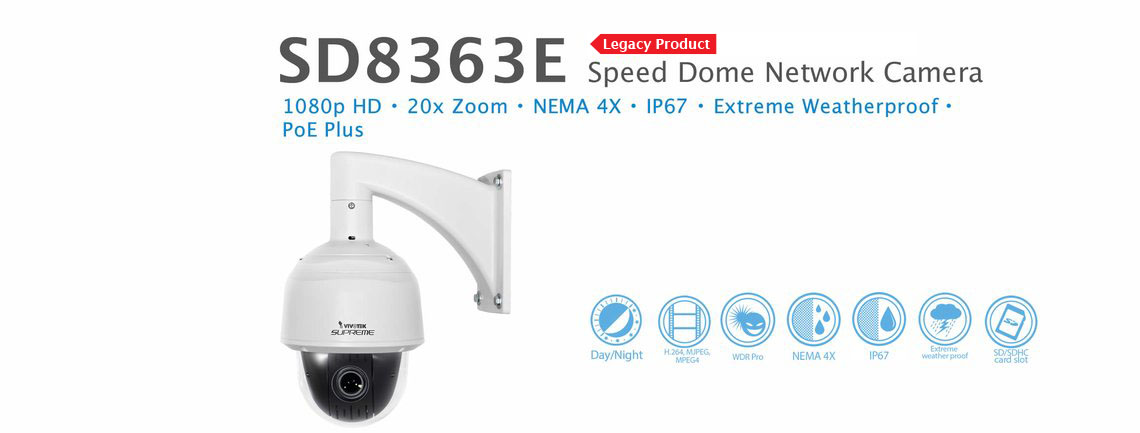 SD8363E
Legacy Product
Speed Dome Network Camera
1080p HD • 20x Zoom • NEMA 4X • IP67 • Extreme Weatherproof •
PoE Plus
VIVOTEK
SUPREME
Day/Night
H.264, MJPEG,
MPEG4
WDR Pro
NEMA 4X
IP67
Extreme
weather proof
SD/SDHC
card slot